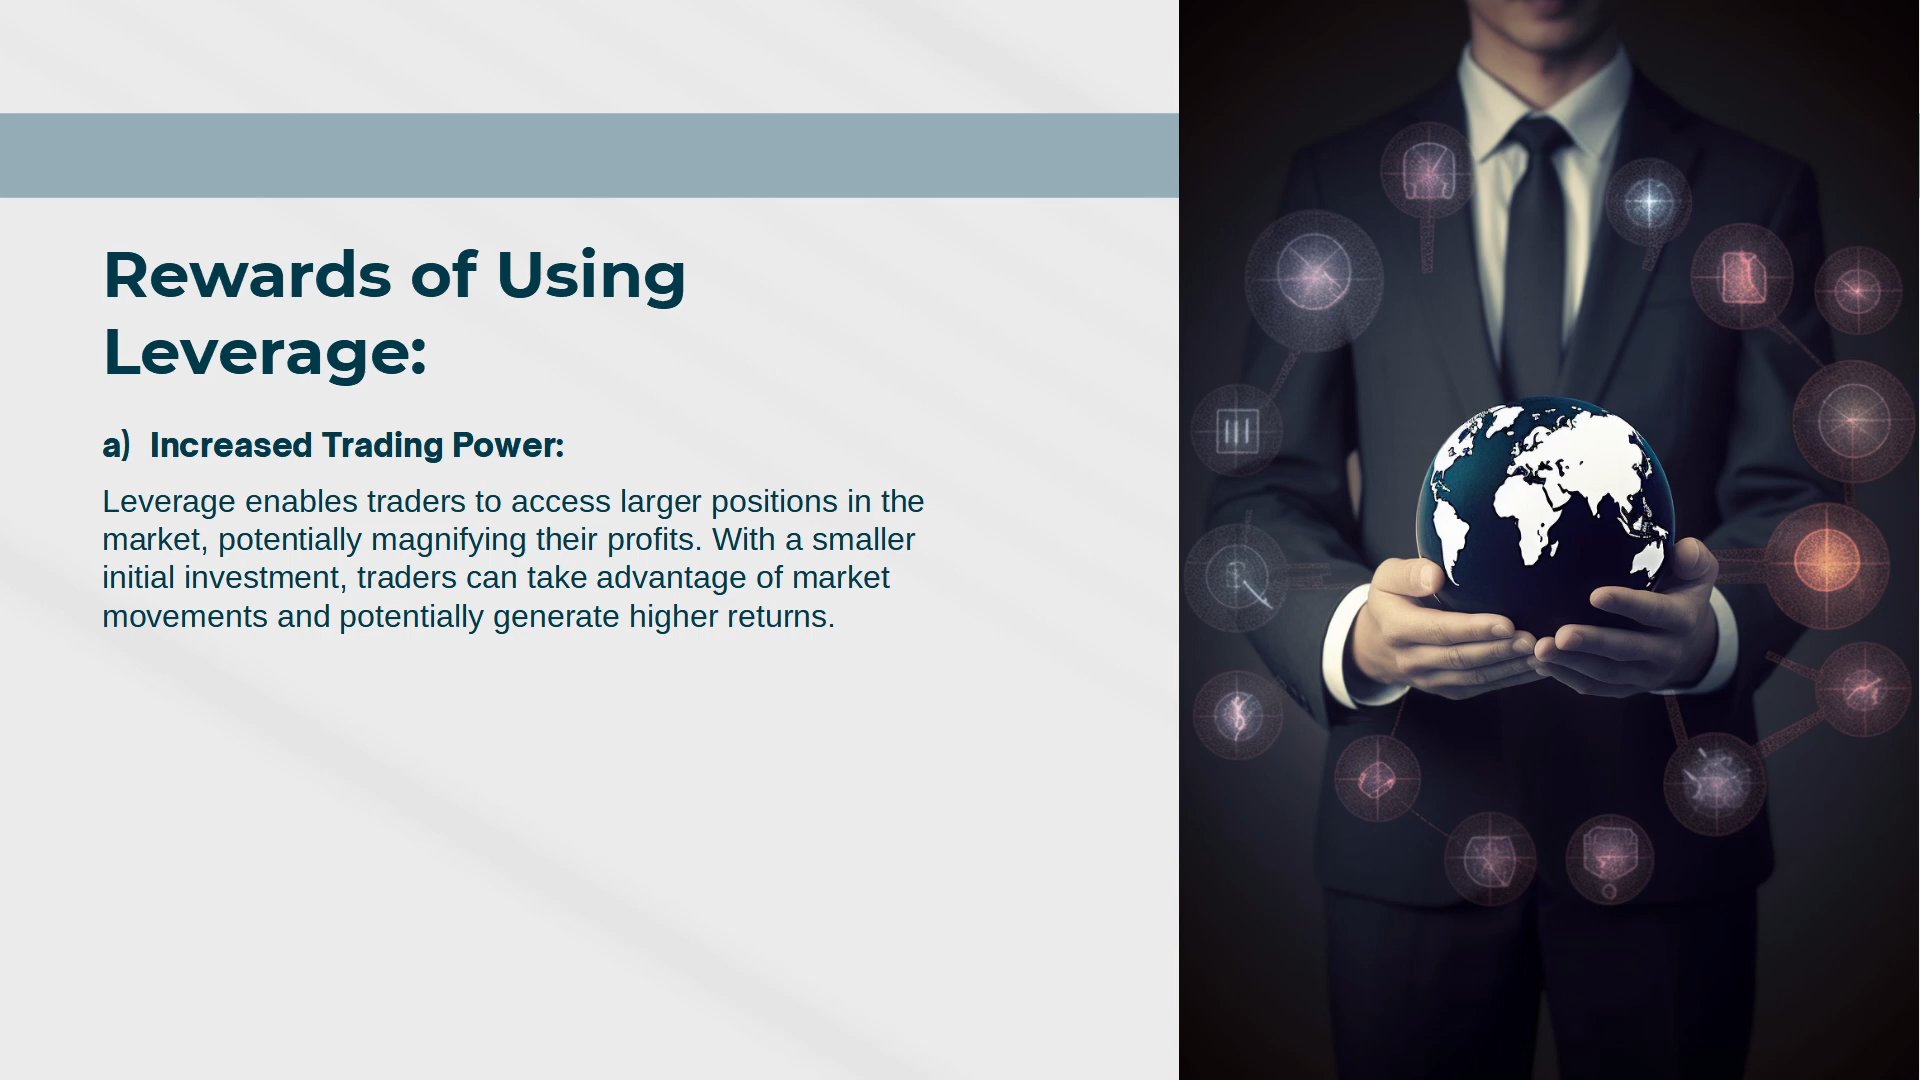 Rewards of Using
Leverage:
a) Increased Trading Power:
Leverage enables traders to access larger positions in the
market, potentially magnifying their profits. With a smaller
initial investment, traders can take advantage of market
movements and potentially generate higher returns.